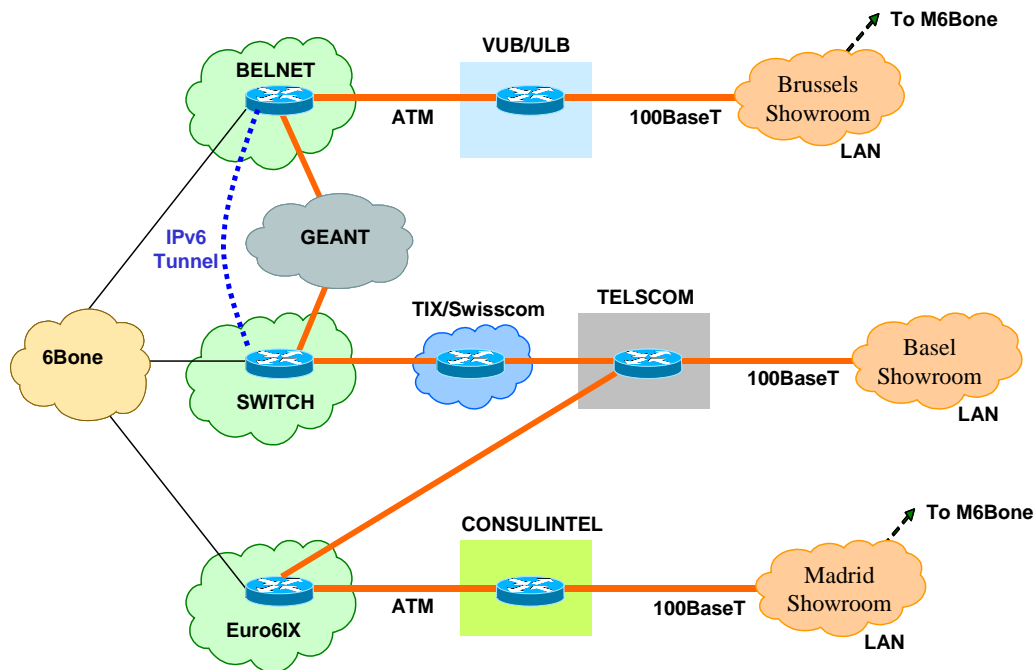 To M6Bone
VUB/ULB
BELNET
Brussels
Showroom
ATM
100BaseT
LAN
IPv6
Tunnel
GEANT
TIX/Swisscom
TELSCOM
6Bone
Basel
Showroom
100BaseT
SWITCH
LAN
CONSULINTEL
To M6Bone
Madrid
Showroom
ATM
100BaseT
Euro6IX
LAN